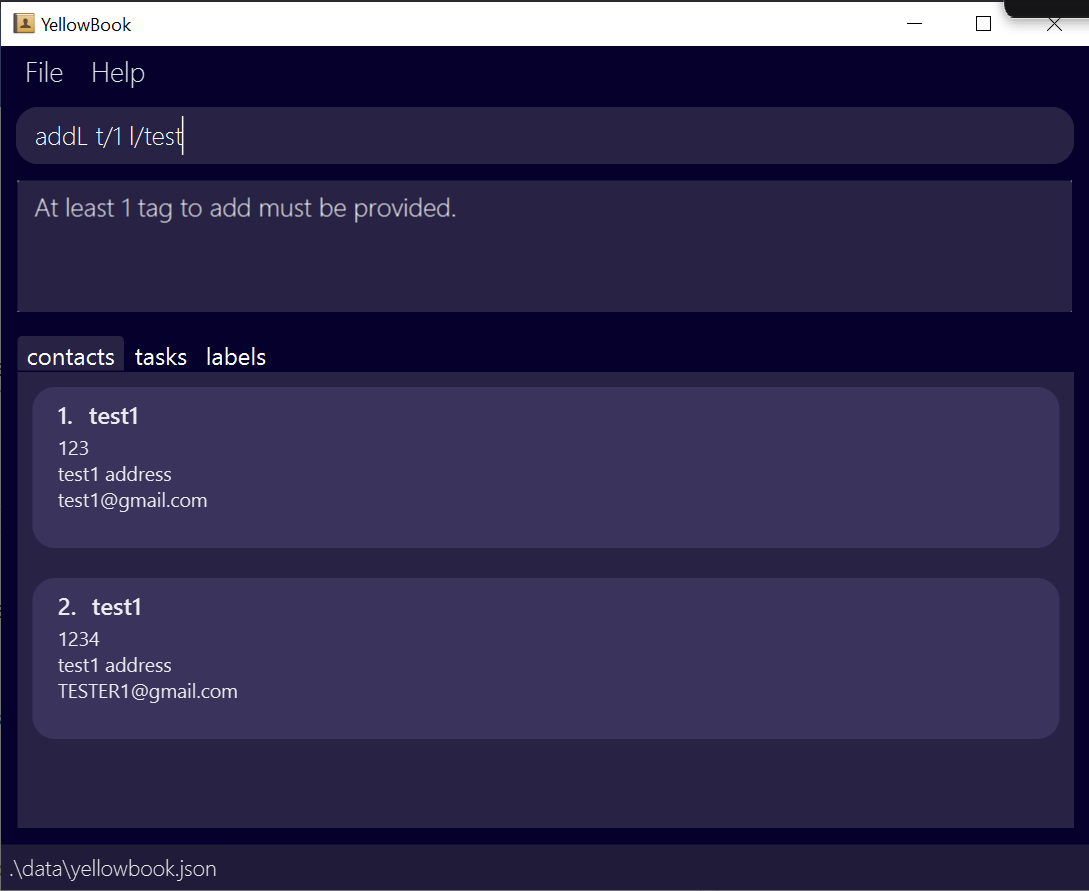 YellowBook
File Help
addL t/1 l/test
At least 1 tag to add must be provided.
contacts tasks labels
1. test1
123
test1 address
test1@gmail.com
2. test1
1234
test1 address
TESTER1@gmail.com
.\data\yellowbook.json